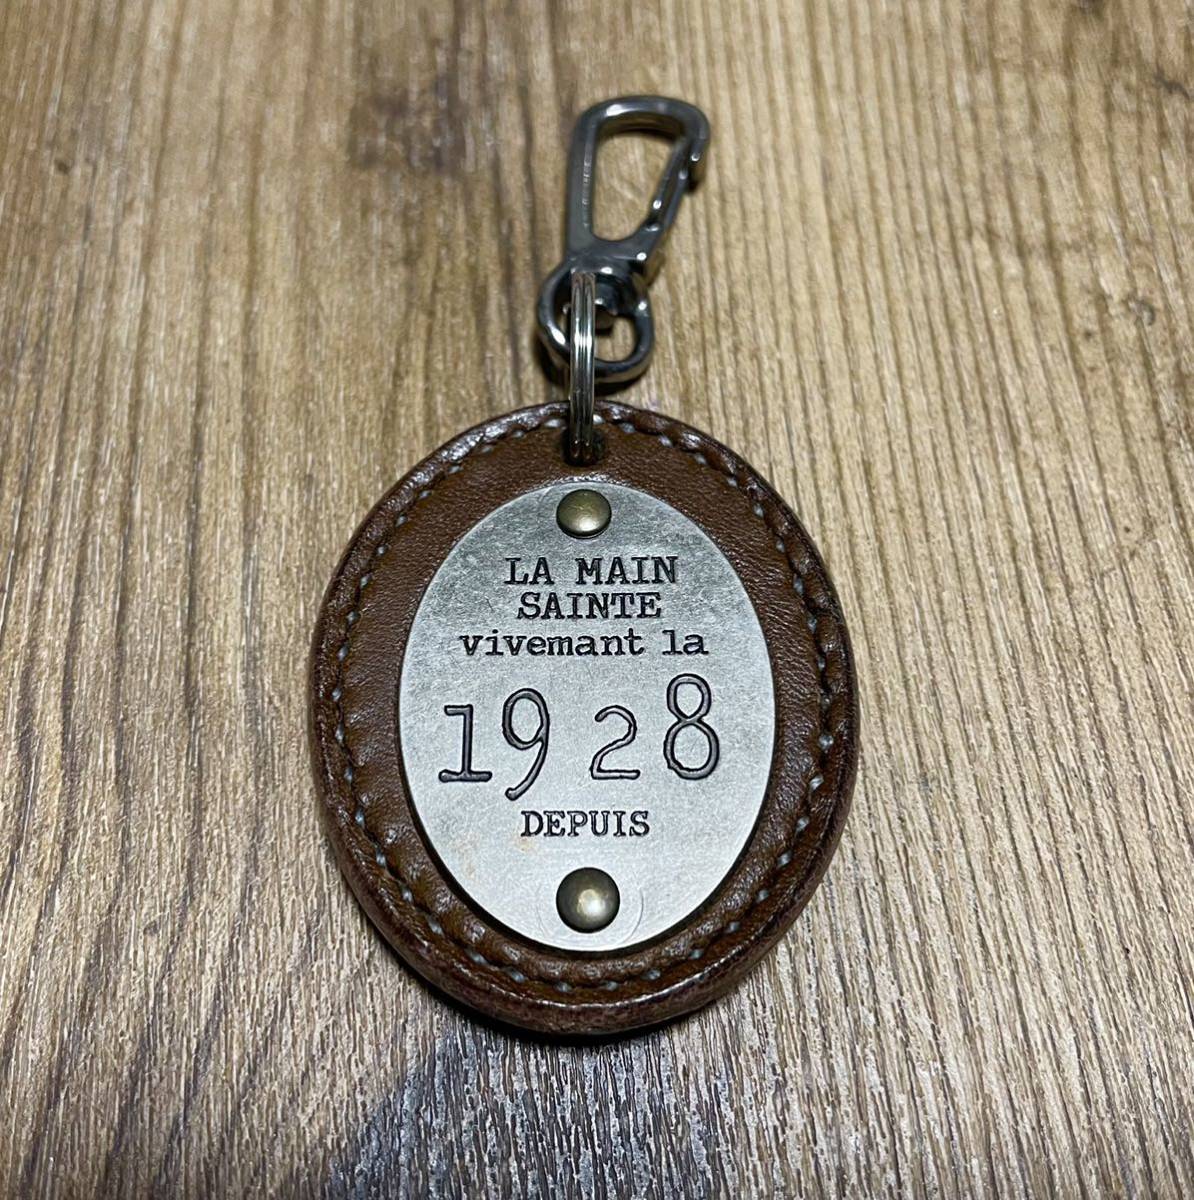 LA MAIN
SAINTE
vivemant la
1928
DEPUIS